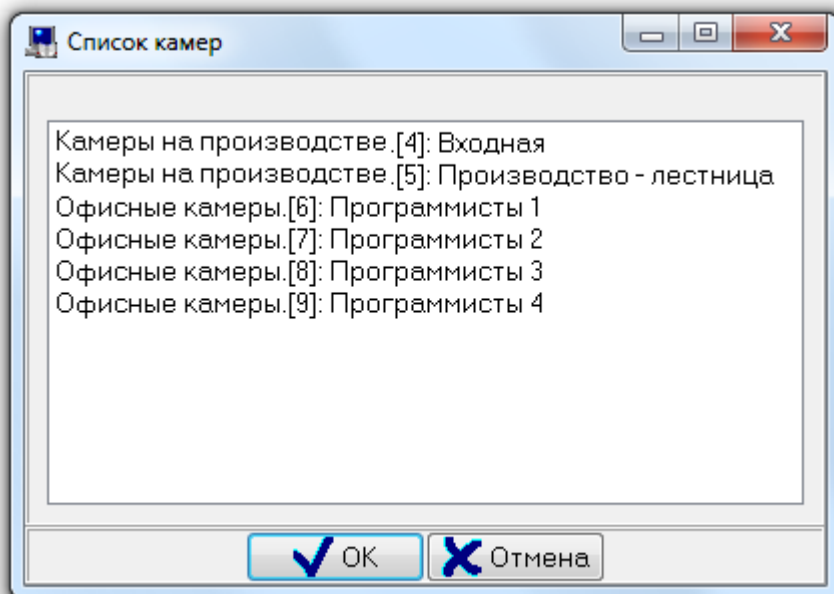 Список камер
Камеры на производстве.[4]: Входная
Камеры на производстве.[5]: Производство - лестница
Офисные камеры.[6]: Программисты 1
Офисные камеры.[7]: Программисты 2
Офисные камеры.[8]: Программисты 3
Офисные камеры.[9]: Программисты 4
OK Отмена